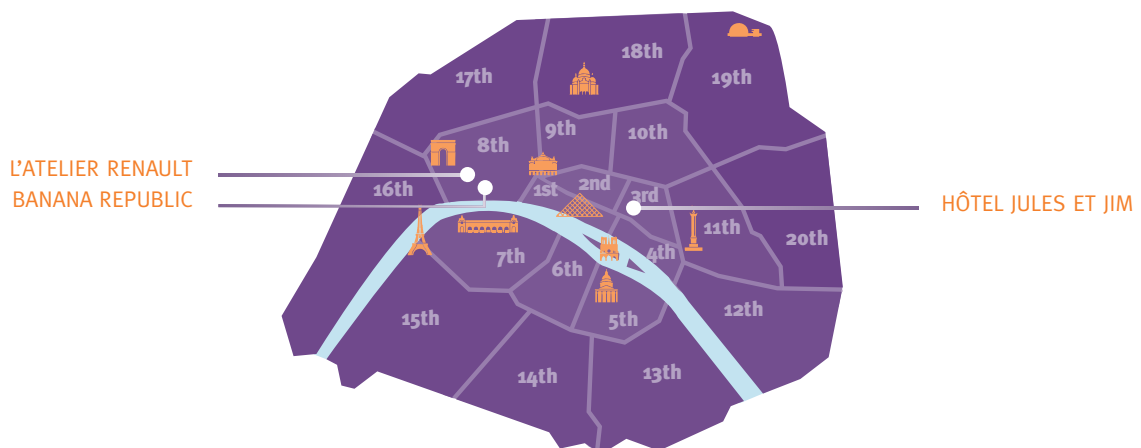 18th
17th
19th
9th
10th
8th
L'ATELIER RENAULT
16th
1st
2nd
3rd
BANANA REPUBLIC
HÔTEL JULES ET JIM
11th
20th
7th
4th
6th
12th
15th
5th
14th
13th